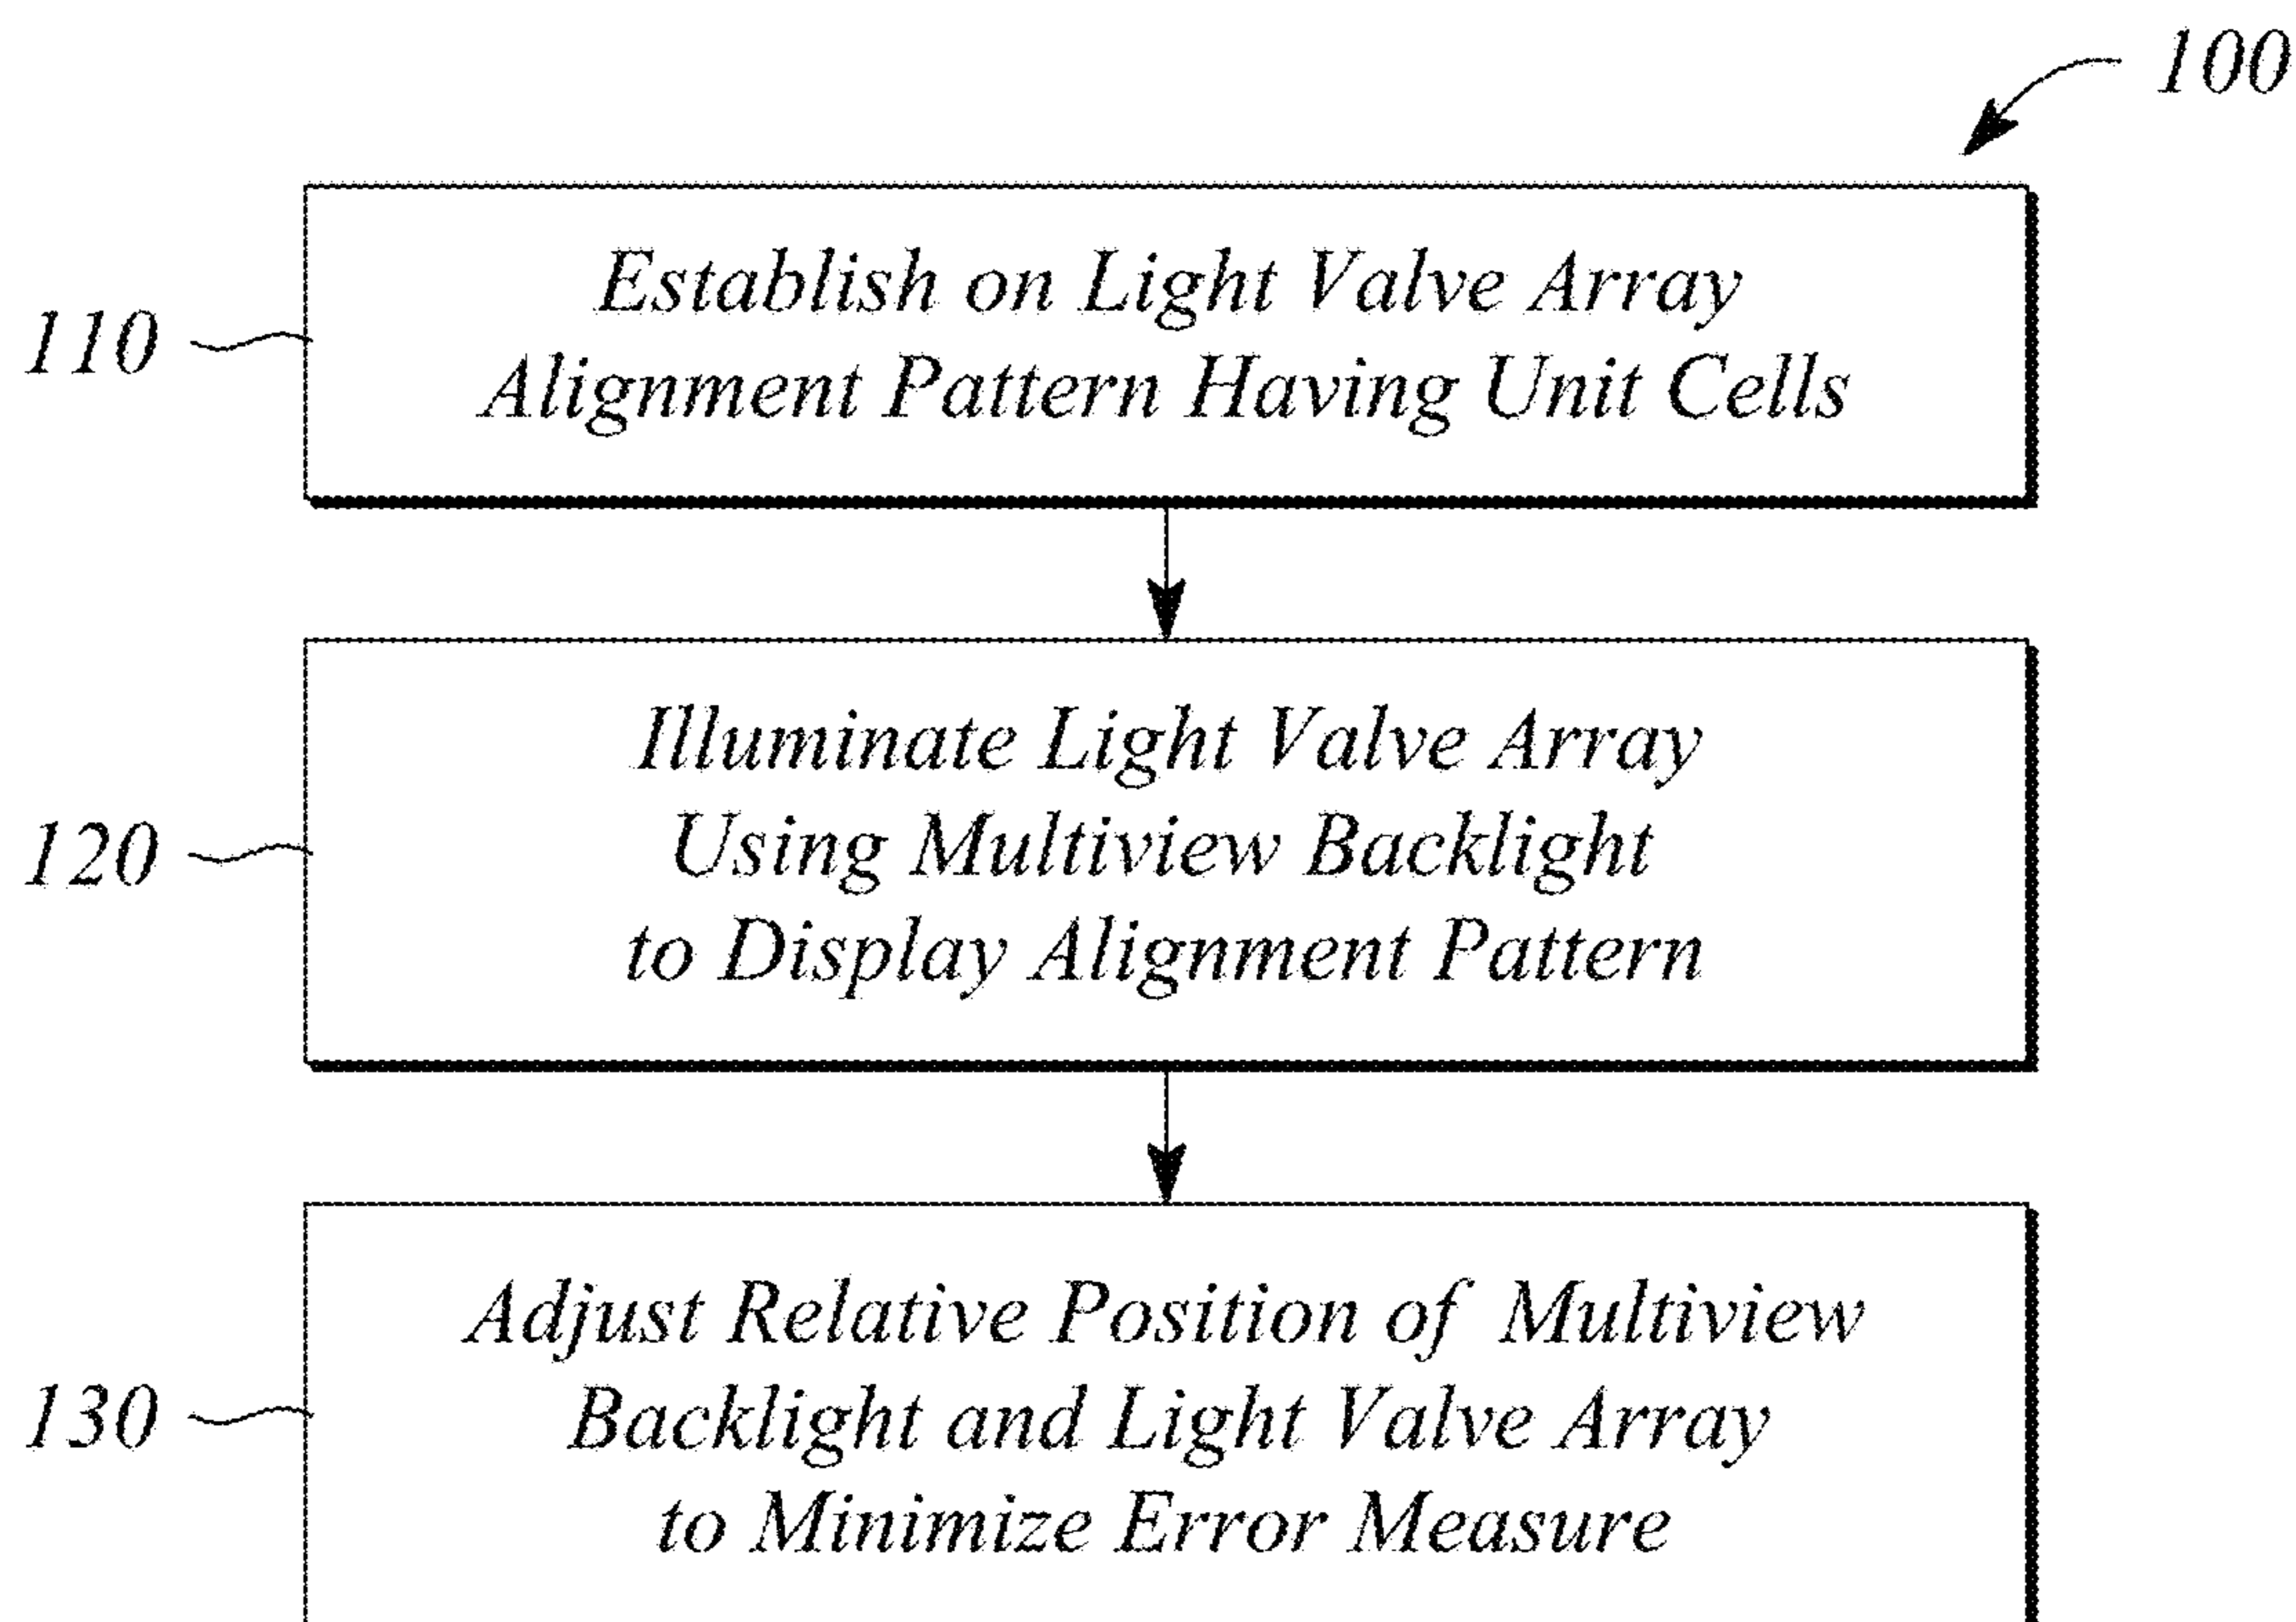 100
110
Establish on Light Valve Array
Alignment Pattern Having Unit Cells
120
Illuminate Light Valve Array
Using Multiview Backlight
to Display Alignment Pattern
130
Adjust Relative Position of Multiview
Backlight and Light Valve Array
to Minimize Error Measure